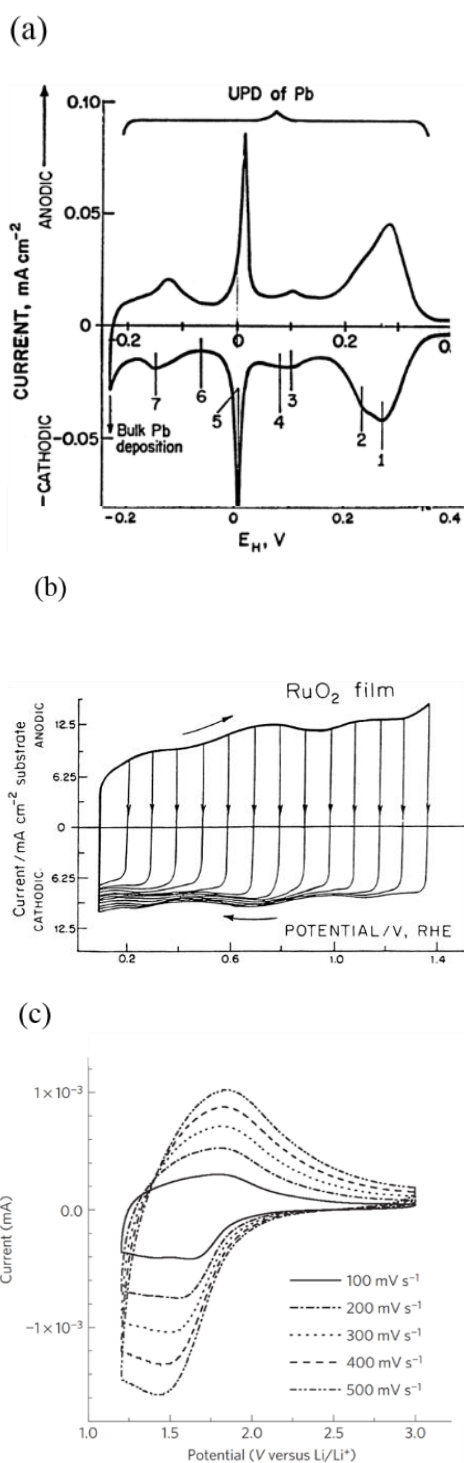 (a)
UPD of Pb
0.10
0.05
0
-0.05
ANODIC
CURRENT, mA cm⁻²
-CATHODIC
-0.2
0
0.2
7
6
5
4
3
2
1
Bulk Pb
deposition
-0.2
0
0.2
0.4
E_H, V
(b)
RuO₂ film
12.5
6.25
0
6.25
12.5
Current/mA cm⁻² substrate
ANODIC
CATHODIC
POTENTIAL/V, RHE
0.2
0.6
1.0
1.4
(c)
1×10⁻³
0.0
−1×10⁻³
Current (mA)
100 mV s⁻¹
200 mV s⁻¹
300 mV s⁻¹
400 mV s⁻¹
500 mV s⁻¹
1.0
1.5
2.0
2.5
3.0
Potential (V versus Li/Li⁺)